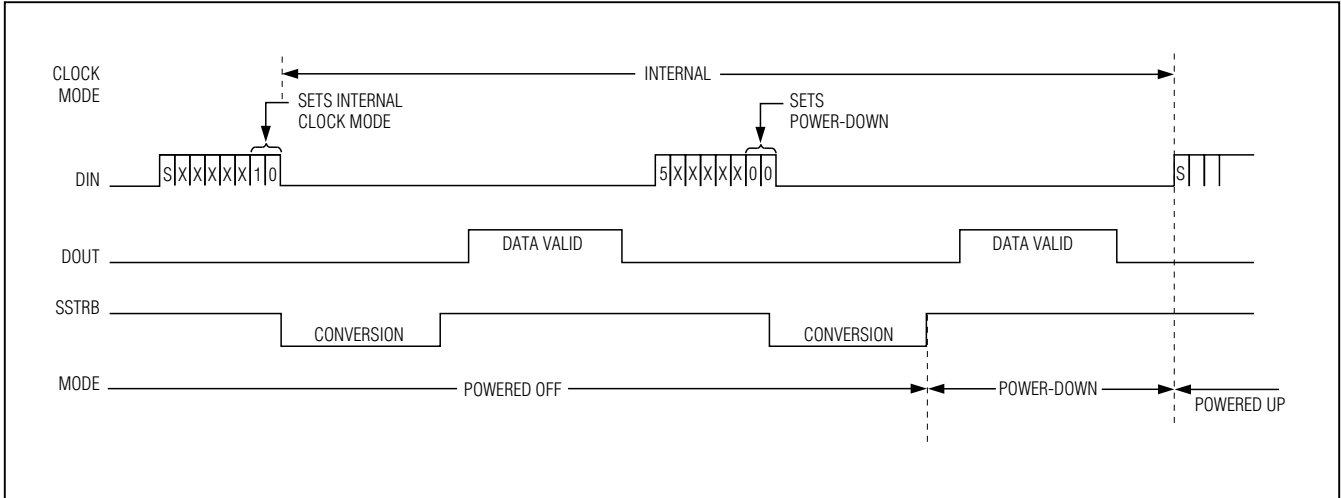 CLOCK
MODE
INTERNAL
SETS INTERNAL
CLOCK MODE
SETS
POWER-DOWN
DIN
S X X X X X 1 0
5 X X X X X 0 0
S
DOUT
DATA VALID
DATA VALID
SSTRB
CONVERSION
CONVERSION
MODE
POWERED OFF
POWER-DOWN
POWERED UP